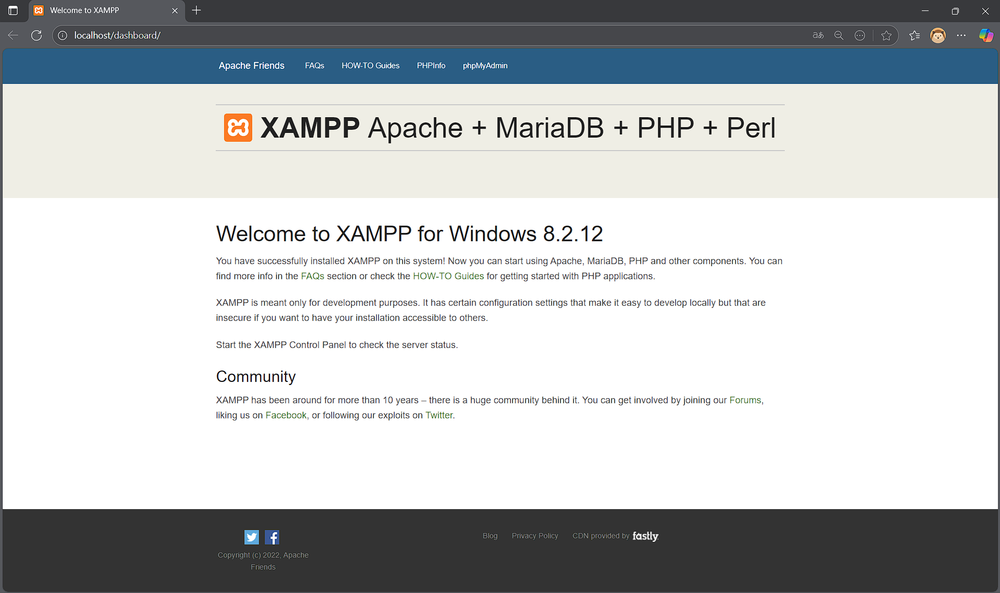 Welcome to XAMPP
localhost/dashboard/
aあ
Apache Friends FAQs HOW-TO Guides PHPInfo phpMyAdmin
XAMPP Apache + MariaDB + PHP + Perl
Welcome to XAMPP for Windows 8.2.12
You have successfully installed XAMPP on this system! Now you can start using Apache, MariaDB, PHP and other components. You can
find more info in the FAQs section or check the HOW-TO Guides for getting started with PHP applications.
XAMPP is meant only for development purposes. It has certain configuration settings that make it easy to develop locally but that are
insecure if you want to have your installation accessible to others.
Start the XAMPP Control Panel to check the server status.
Community
XAMPP has been around for more than 10 years – there is a huge community behind it. You can get involved by joining our Forums,
liking us on Facebook, or following our exploits on Twitter.
Blog Privacy Policy CDN provided by fastly
Copyright (c) 2022, Apache
Friends